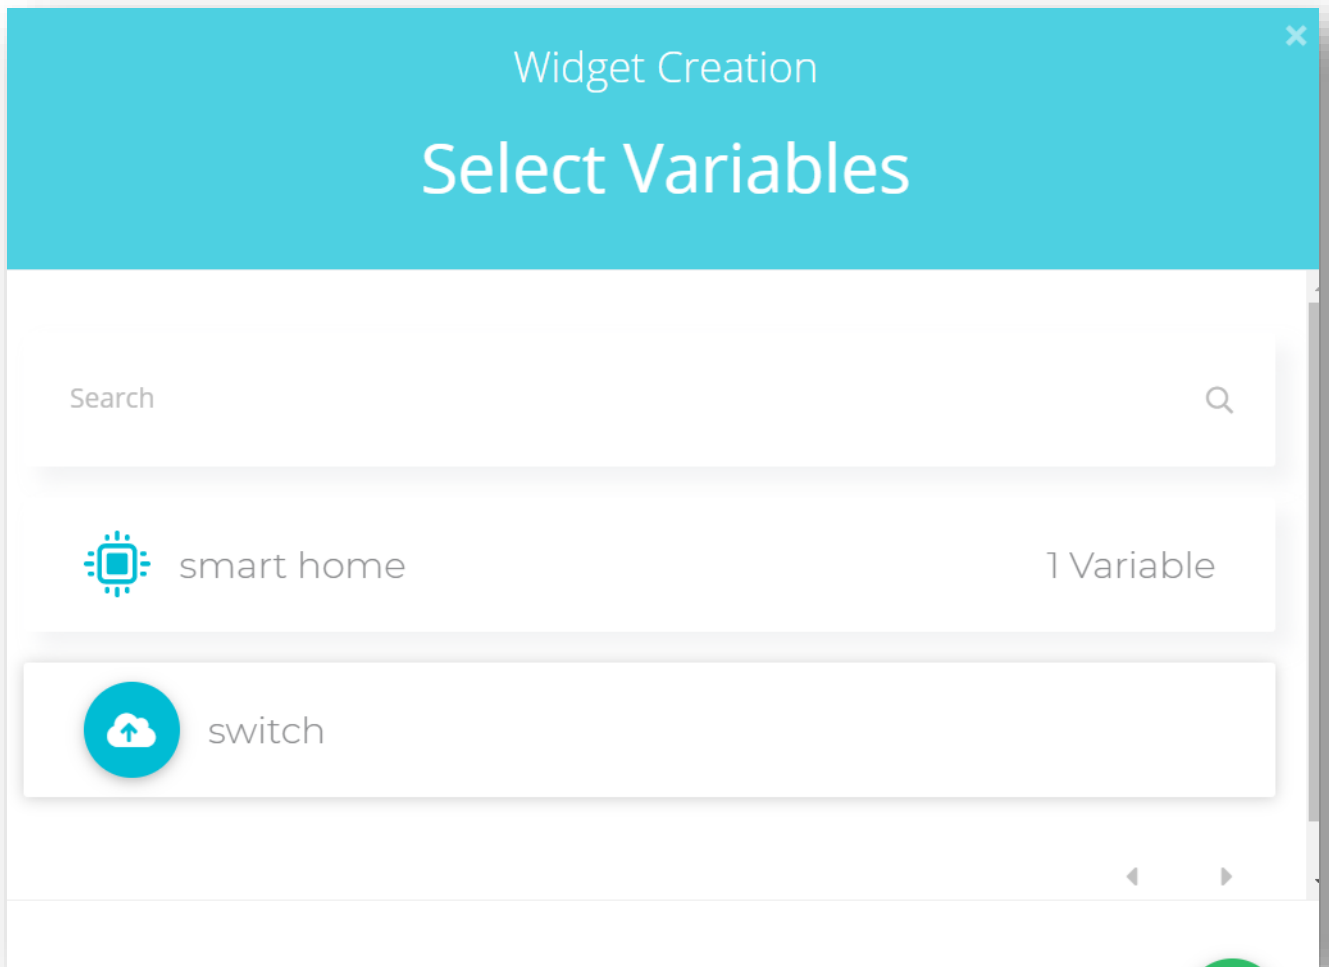 Widget Creation
Select Variables
Search
smart home
1 Variable
switch